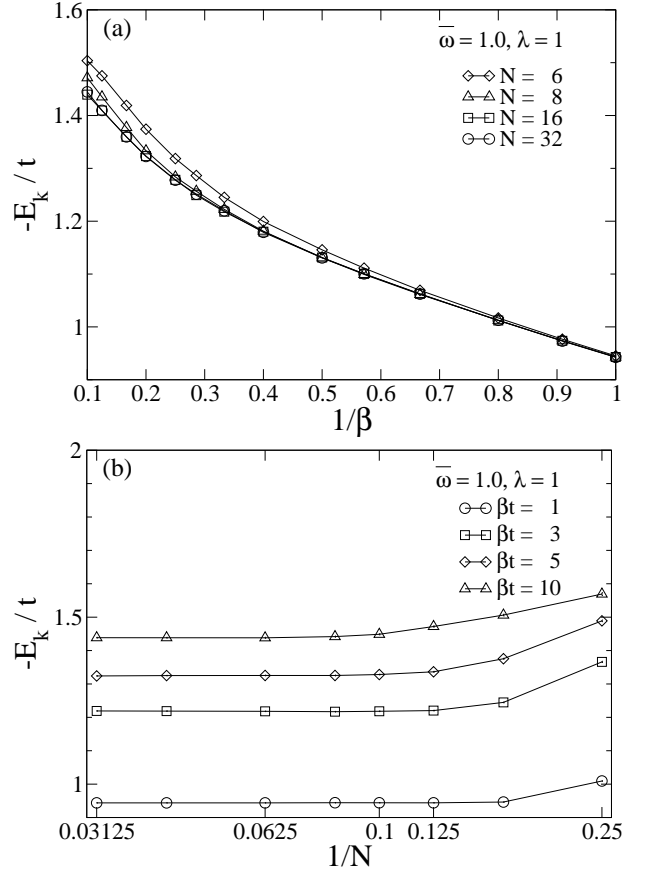 (a)
ω̅ = 1.0, λ = 1
N = 6
N = 8
N = 16
N = 32
1.6
1.4
1.2
1
-E_k / t
0.1 0.2 0.3 0.4 0.5 0.6 0.7 0.8 0.9 1
1/β
(b)
ω̅ = 1.0, λ = 1
βt = 1
βt = 3
βt = 5
βt = 10
2
1.5
1
-E_k / t
0.03125 0.0625 0.1 0.125 0.25
1/N